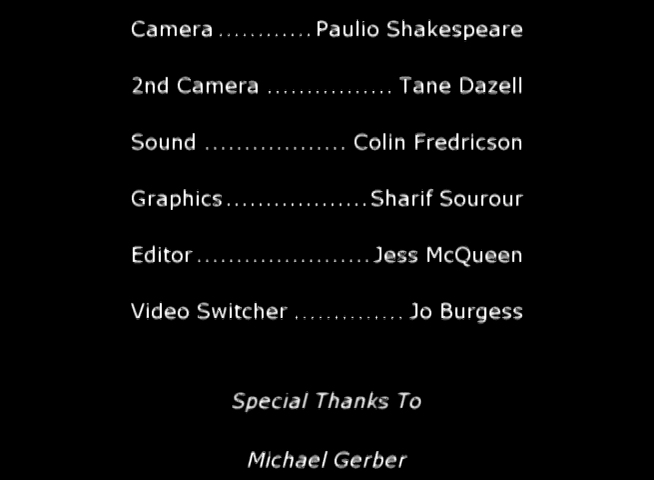 Camera ............ Paulio Shakespeare
2nd Camera ................ Tane Dazell
Sound .................. Colin Fredricson
Graphics .................. Sharif Sourour
Editor ...................... Jess McQueen
Video Switcher .............. Jo Burgess
Special Thanks To
Michael Gerber